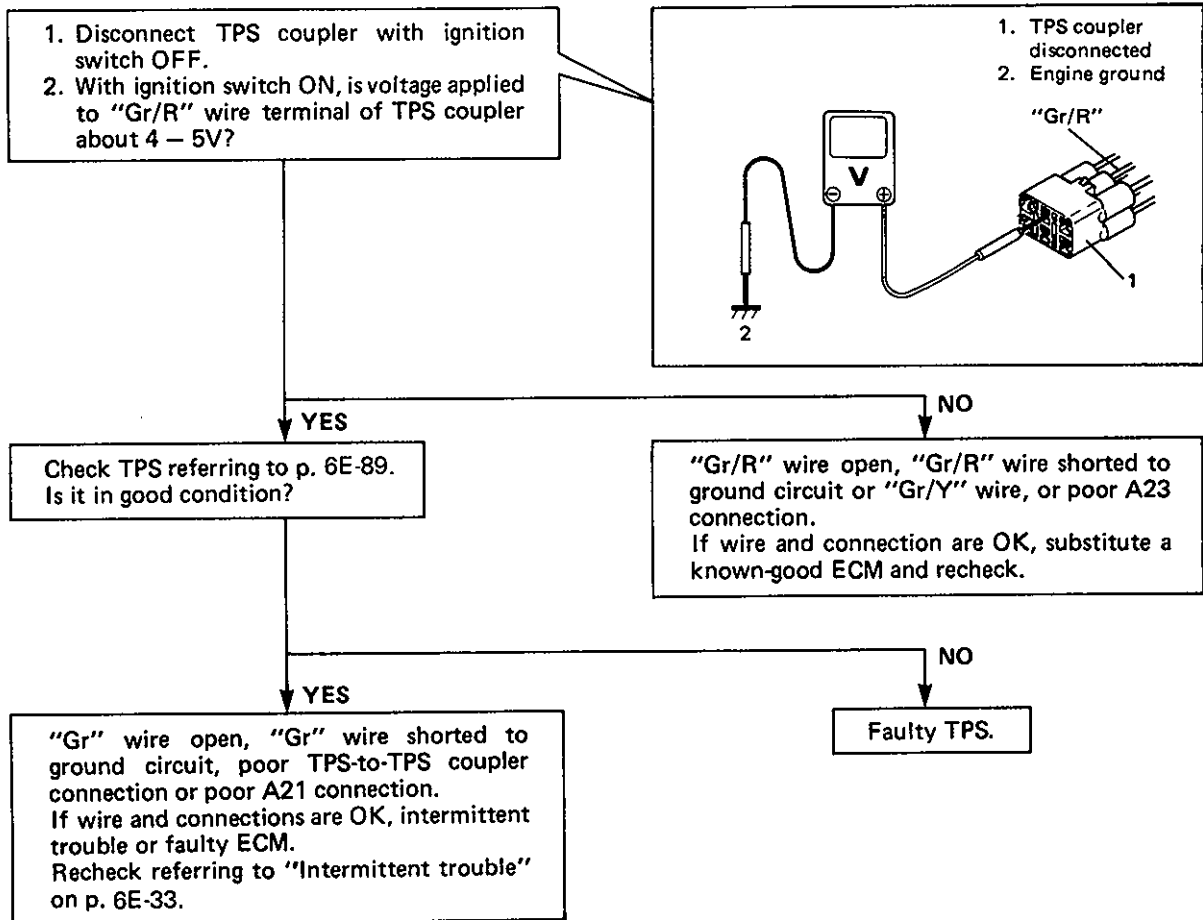 1. Disconnect TPS coupler with ignition
switch OFF.
2. With ignition switch ON, is voltage applied
to "Gr/R" wire terminal of TPS coupler
about 4 – 5V?
1. TPS coupler
disconnected
2. Engine ground
"Gr/R"
V
⊖ ⊕
1
2
YES
NO
Check TPS referring to p. 6E-89.
Is it in good condition?
"Gr/R" wire open, "Gr/R" wire shorted to
ground circuit or "Gr/Y" wire, or poor A23
connection.
If wire and connection are OK, substitute a
known-good ECM and recheck.
YES
NO
"Gr" wire open, "Gr" wire shorted to
ground circuit, poor TPS-to-TPS coupler
connection or poor A21 connection.
If wire and connections are OK, intermittent
trouble or faulty ECM.
Recheck referring to "Intermittent trouble"
on p. 6E-33.
Faulty TPS.